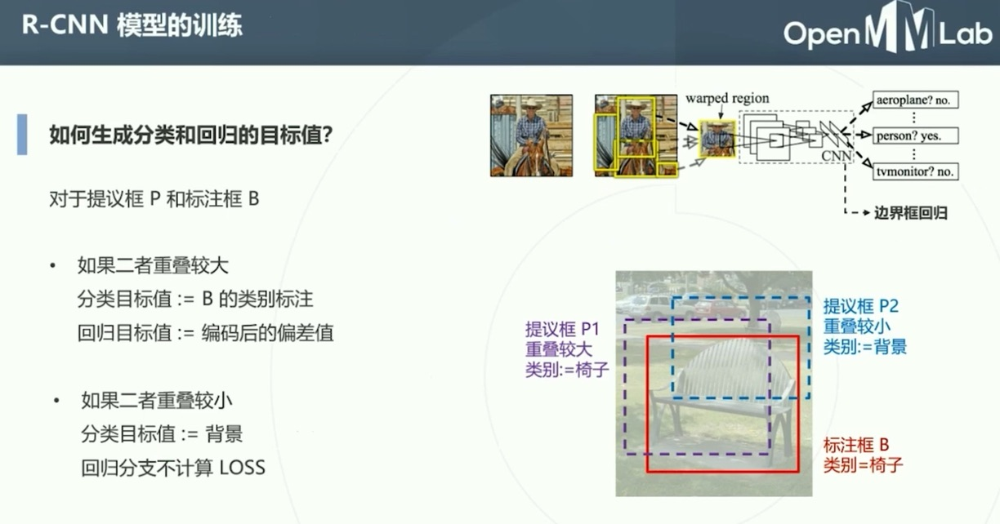 R-CNN 模型的训练
OpenMMLab
如何生成分类和回归的目标值?
对于提议框 P 和标注框 B
• 如果二者重叠较大
分类目标值 := B 的类别标注
回归目标值 := 编码后的偏差值
• 如果二者重叠较小
分类目标值 := 背景
回归分支不计算 LOSS
warped region
aeroplane? no.
person? yes.
tvmonitor? no.
CNN
边界框回归
提议框 P1
重叠较大
类别:=椅子
提议框 P2
重叠较小
类别:=背景
标注框 B
类别=椅子